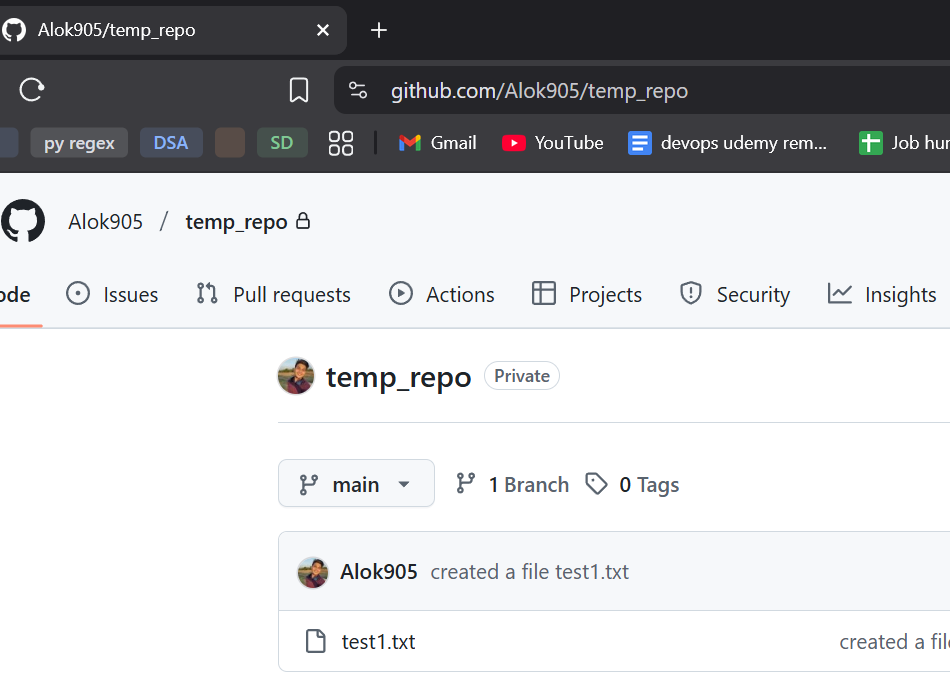 Alok905/temp_repo
github.com/Alok905/temp_repo
py regex DSA SD Gmail YouTube devops udemy rem... Job hun
Alok905 / temp_repo
ode Issues Pull requests Actions Projects Security Insights
temp_repo Private
main 1 Branch 0 Tags
Alok905 created a file test1.txt
test1.txt created a file